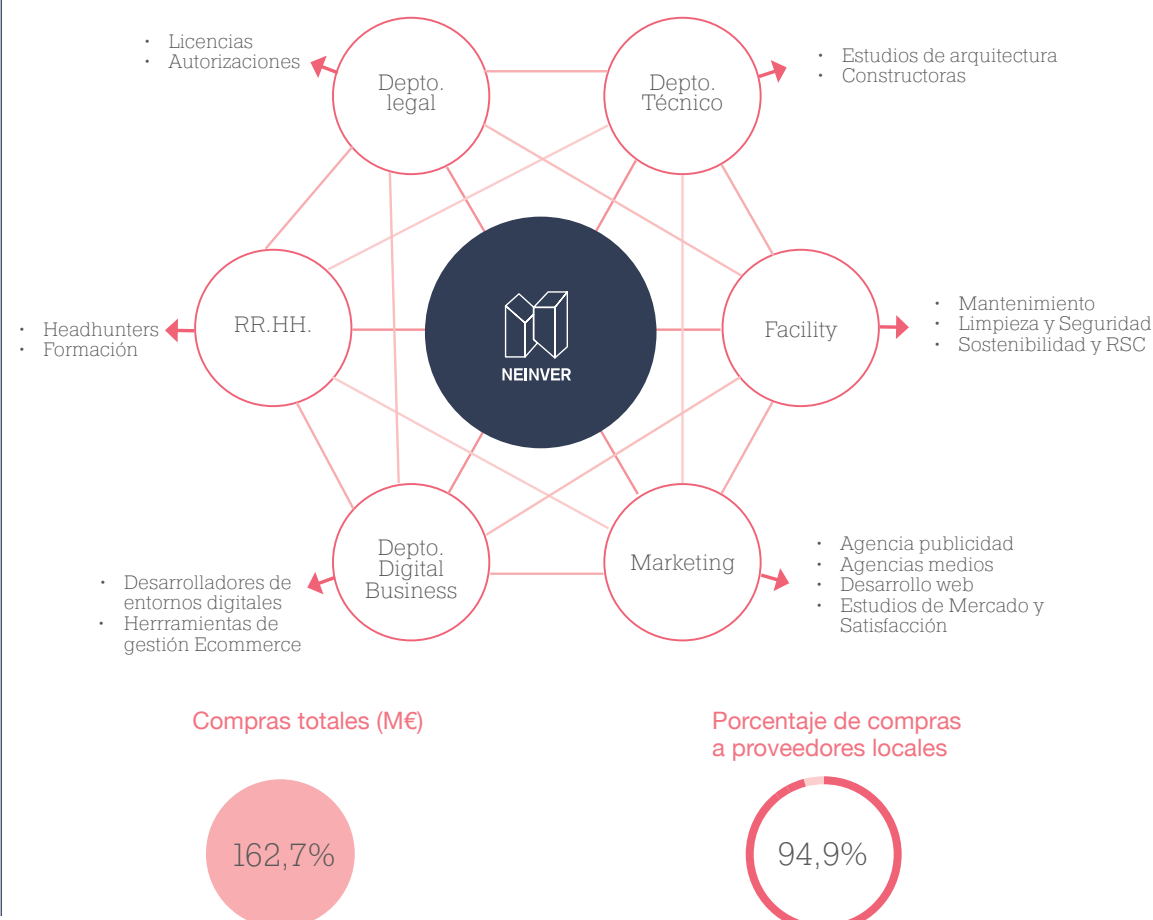 · Licencias
· Autorizaciones
Depto.
legal
Depto.
Técnico
· Estudios de arquitectura
· Constructoras
· Headhunters
· Formación
RR.HH.
NEINVER
Facility
· Mantenimiento
· Limpieza y Seguridad
· Sostenibilidad y RSC
· Desarrolladores de
entornos digitales
· Herrramientas de
gestión Ecommerce
Depto.
Digital
Business
Marketing
· Agencia publicidad
· Agencias medios
· Desarrollo web
· Estudios de Mercado y
Satisfacción
Compras totales (M€)
162,7%
Porcentaje de compras
a proveedores locales
94,9%